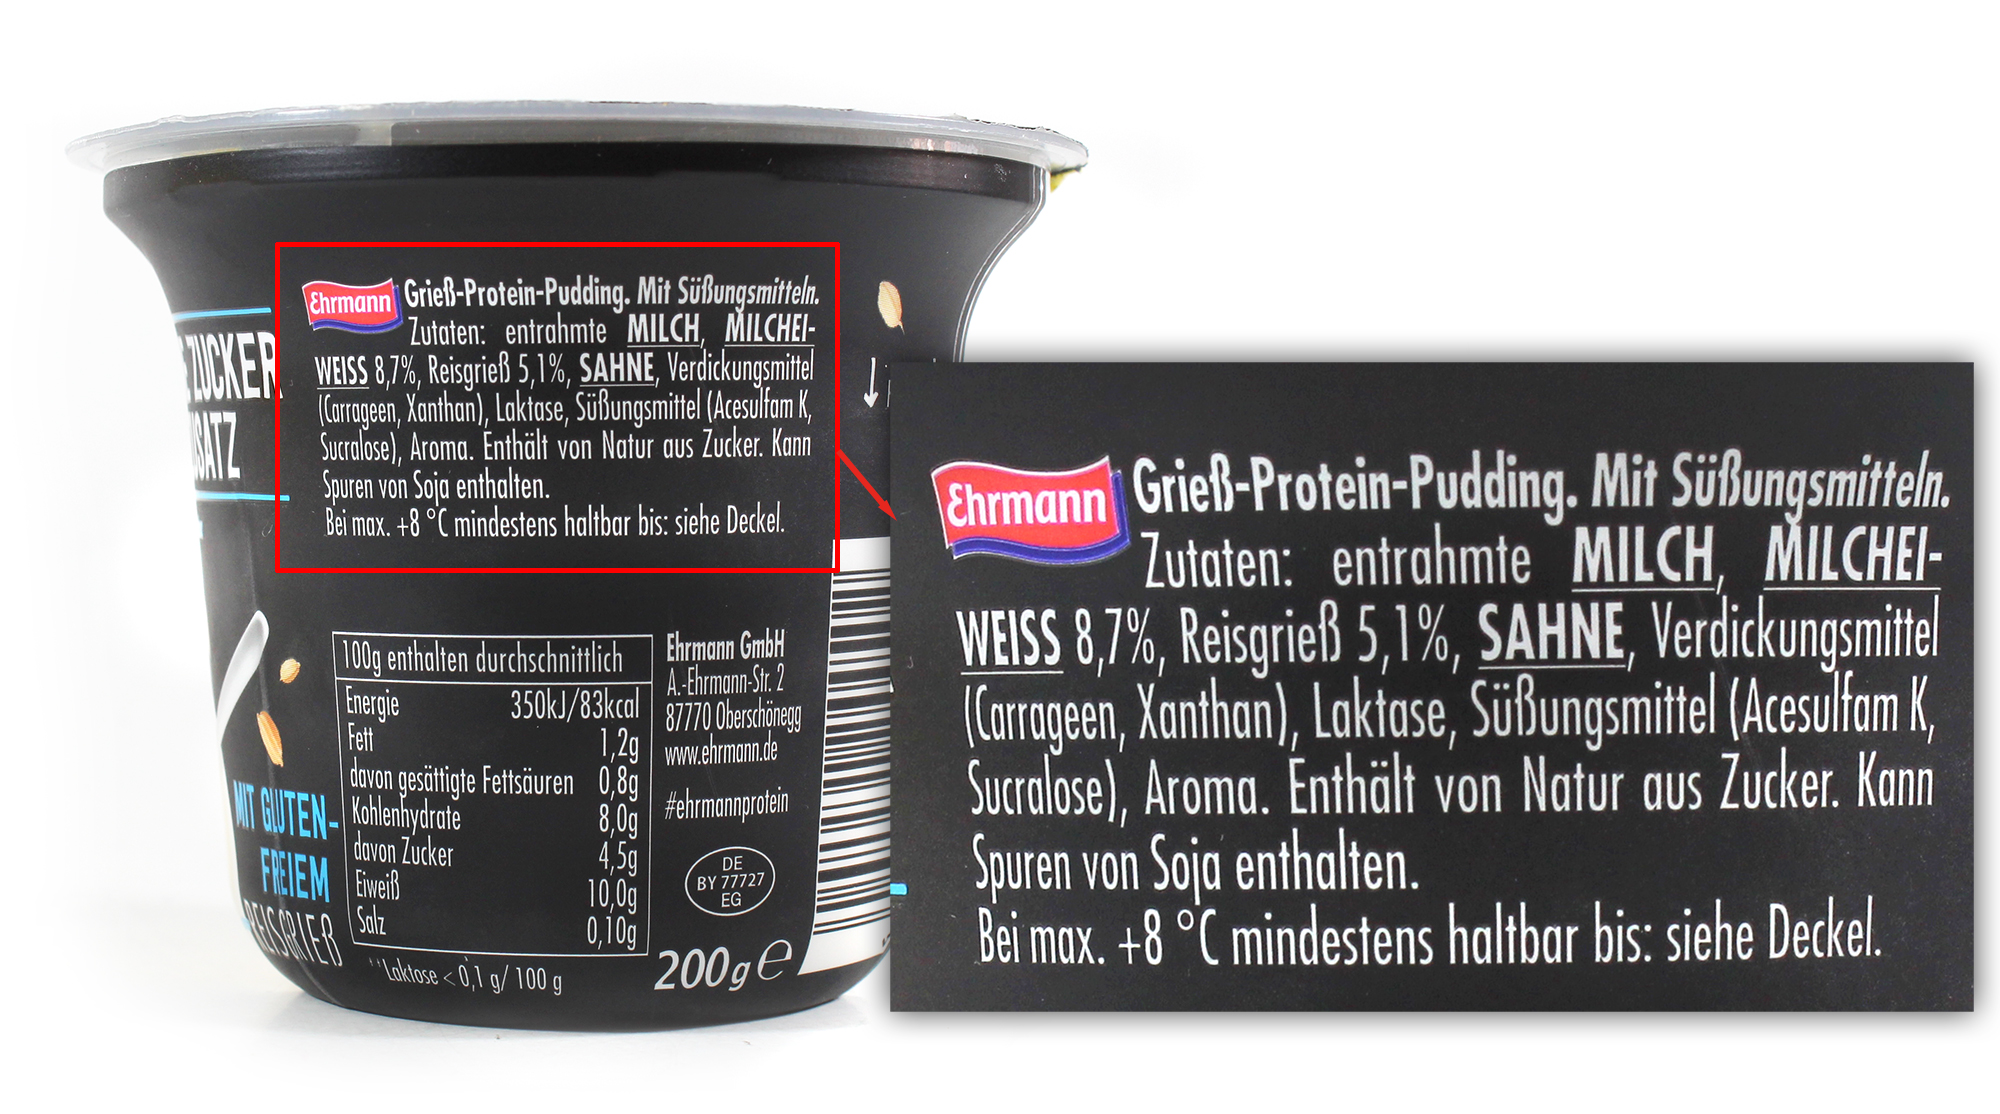 ZUCKER
Ehrmann
Grieß-Protein-Pudding. Mit Süßungsmitteln.
Zutaten: entrahmte MILCH, MILCHEI-
WEISS 8,7%, Reisgrieß 5,1%, SAHNE, Verdickungsmittel
(Carrageen, Xanthan), Laktase, Süßungsmittel (Acesulfam K,
Sucralose), Aroma. Enthält von Natur aus Zucker. Kann
Spuren von Soja enthalten.
Bei max. +8 °C mindestens haltbar bis: siehe Deckel.
MIT GLUTEN-
FREIEM
REISGRIEß
100g enthalten durchschnittlich
Energie 350kJ/83kcal
Fett 1,2g
davon gesättigte Fettsäuren 0,8g
Kohlenhydrate 8,0g
davon Zucker 4,5g
Eiweiß 10,0g
Salz 0,10g
**Laktose < 0,1 g/ 100 g
Ehrmann GmbH
A.-Ehrmann-Str. 2
87770 Oberschönegg
www.ehrmann.de
#ehrmannprotein
DE
BY 77727
EG
200g e
Ehrmann
Grieß-Protein-Pudding. Mit Süßungsmitteln.
Zutaten: entrahmte MILCH, MILCHEI-
WEISS 8,7%, Reisgrieß 5,1%, SAHNE, Verdickungsmittel
(Carrageen, Xanthan), Laktase, Süßungsmittel (Acesulfam K,
Sucralose), Aroma. Enthält von Natur aus Zucker. Kann
Spuren von Soja enthalten.
Bei max. +8 °C mindestens haltbar bis: siehe Deckel.